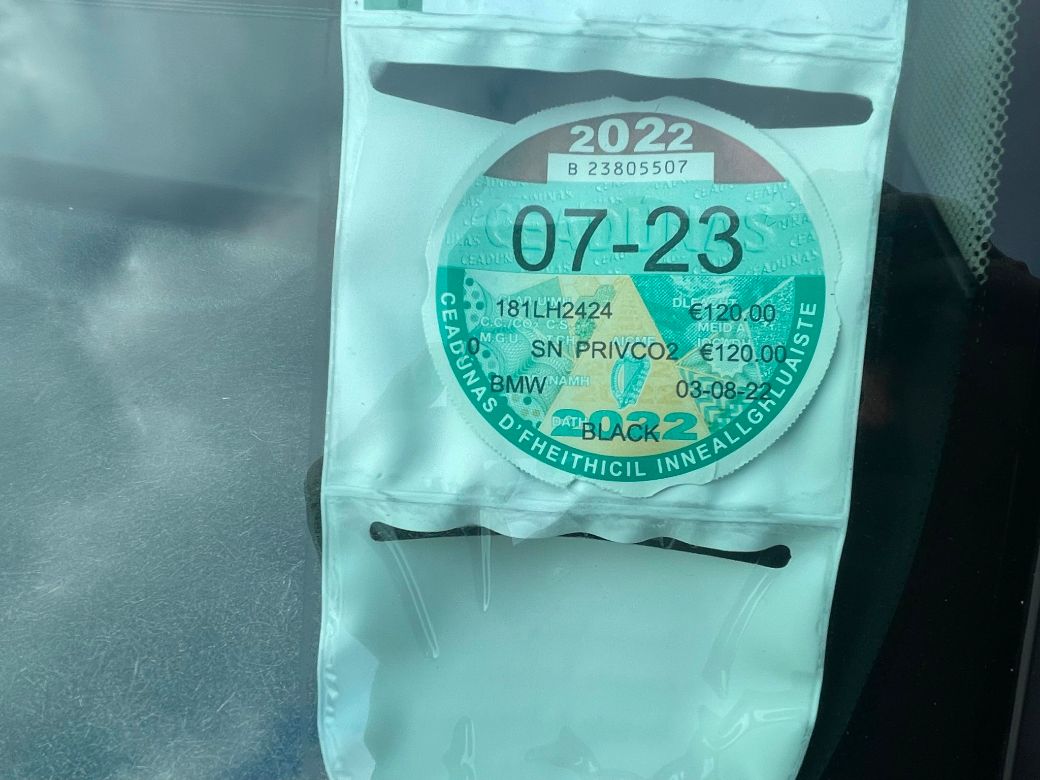 2022
B 23805507
CEADUNAS
07-23
181LH2424 €120.00
0 SN PRIVCO2 €120.00
BMW 03-08-22
2022
BLACK
CEADÚNAS D'FHEITHICIL INNEALLGHLUAISTE